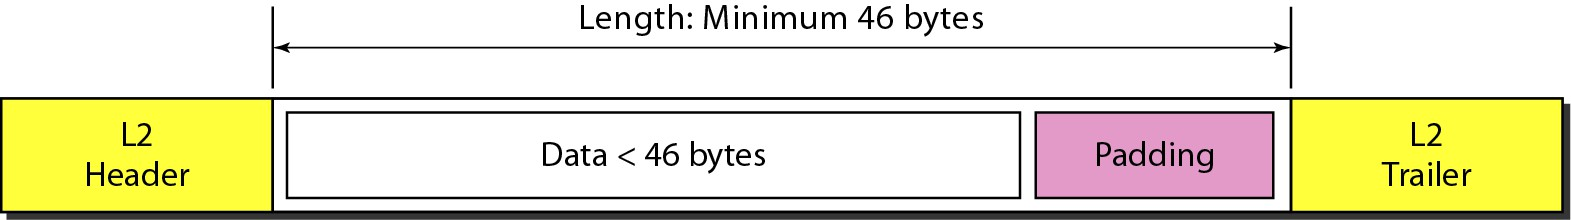 Length: Minimum 46 bytes
L2
Header
Data < 46 bytes
Padding
L2
Trailer